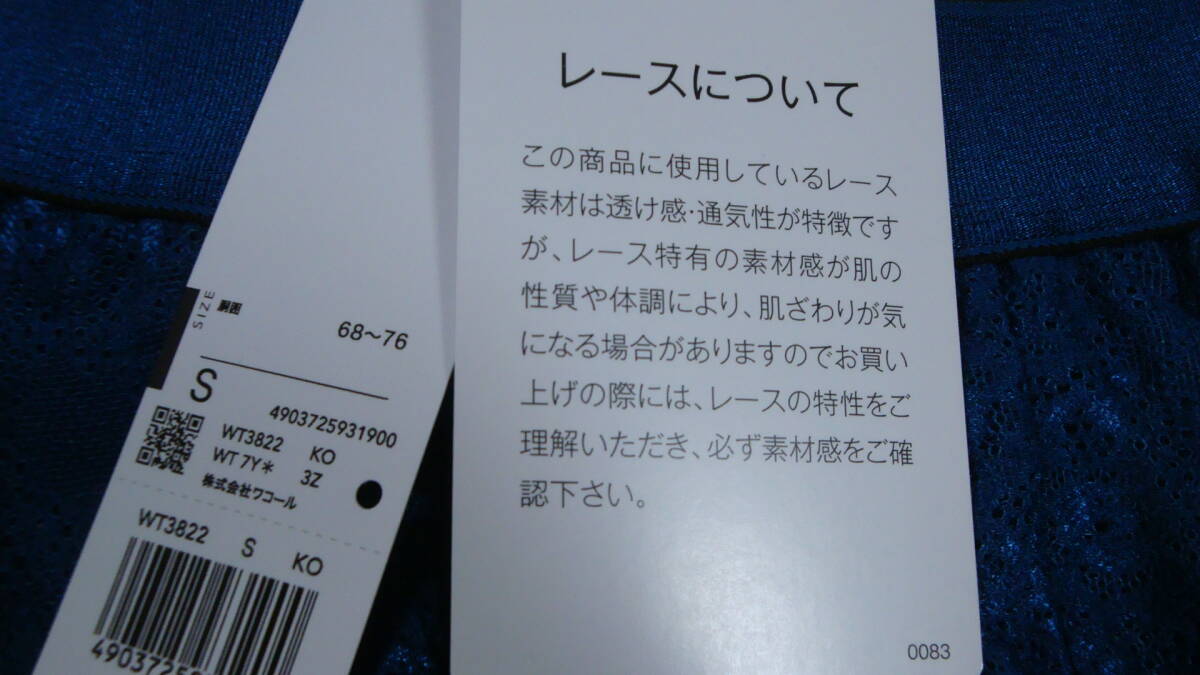 レースについて
この商品に使用しているレース
素材は透け感・通気性が特徴です
が、レース特有の素材感が肌の
性質や体調により、肌ざわりが気
になる場合がありますのでお買い
上げの際には、レースの特性をご
理解いただき、必ず素材感をご確
認下さい。
0083
SIZE
胴囲
68〜76
S
4903725931900
WT3822 KO
WT 7Y* 3Z
株式会社ワコール
WT3822 S KO